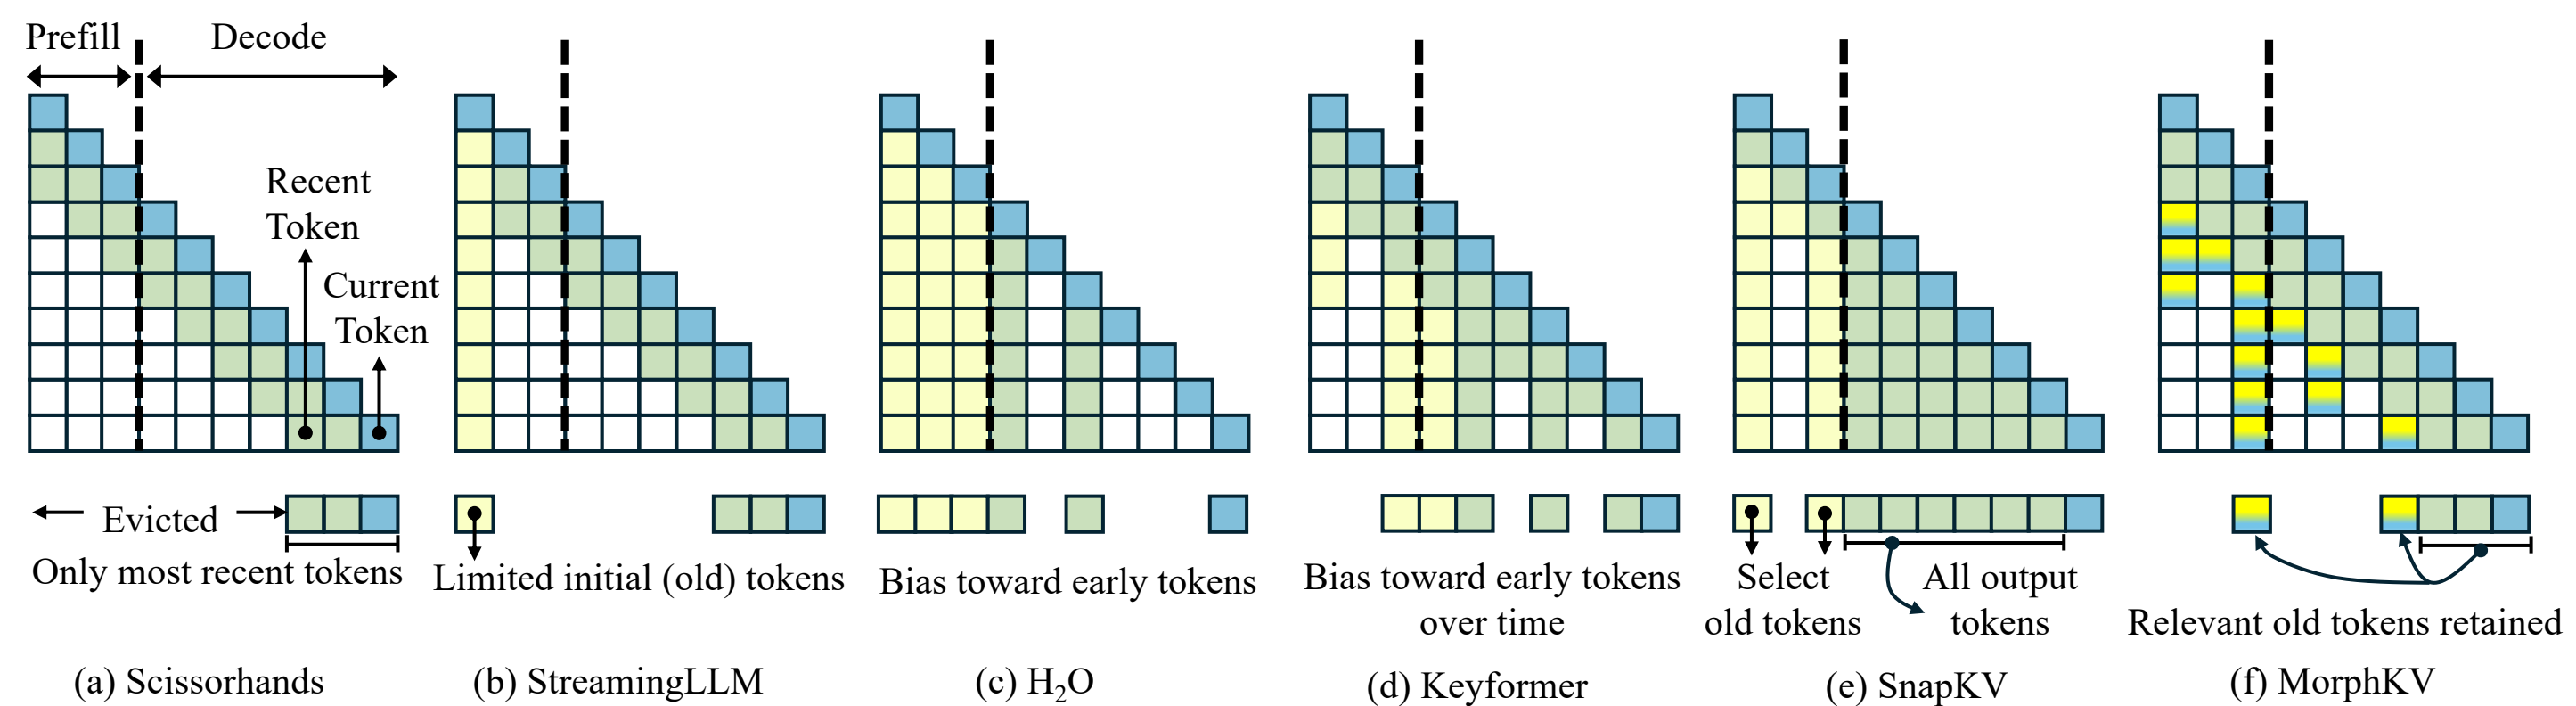 Prefill
Decode
Recent
Token
Current
Token
Evicted
Only most recent tokens
(a) Scissorhands
Limited initial (old) tokens
(b) StreamingLLM
Bias toward early tokens
(c) H₂O
Bias toward early tokens
over time
(d) Keyformer
Select
old tokens
All output
tokens
(e) SnapKV
Relevant old tokens retained
(f) MorphKV